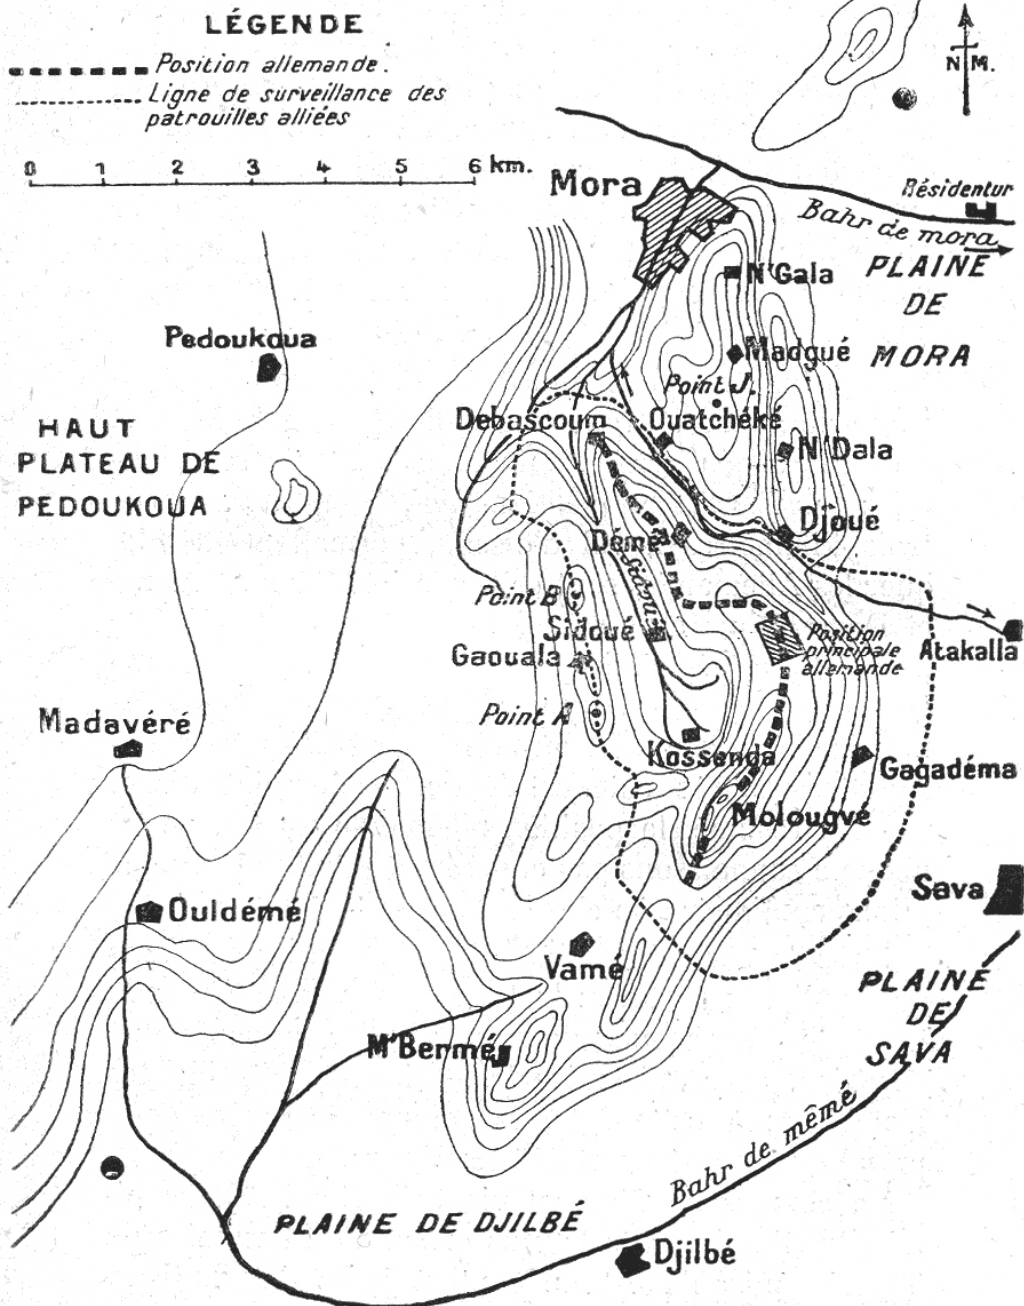 LÉGENDE
Position allemande.
Ligne de surveillance des
patrouilles alliées
0 1 2 3 4 5 6 km.
N M.
Mora
Résidentur
Bahr de mora
N'Gala
PLAINE
DE
MORA
Pedoukoua
Madgué
Point J.
HAUT
PLATEAU DE
PEDOUKOUA
Debascoum
Ouatchéké
N'Dala
Djoué
Démé
Sidoué
Point B
Sidoué
Gaouala
Position
principale
allemande
Atakalla
Point A
Madavéré
Kossenda
Gagadéma
Molougvé
Sava
Ouldémé
Vamé
PLAINE
DE
SAVA
M'Bermé
Bahr de mêmé
PLAINE DE DJILBÉ
Djilbé